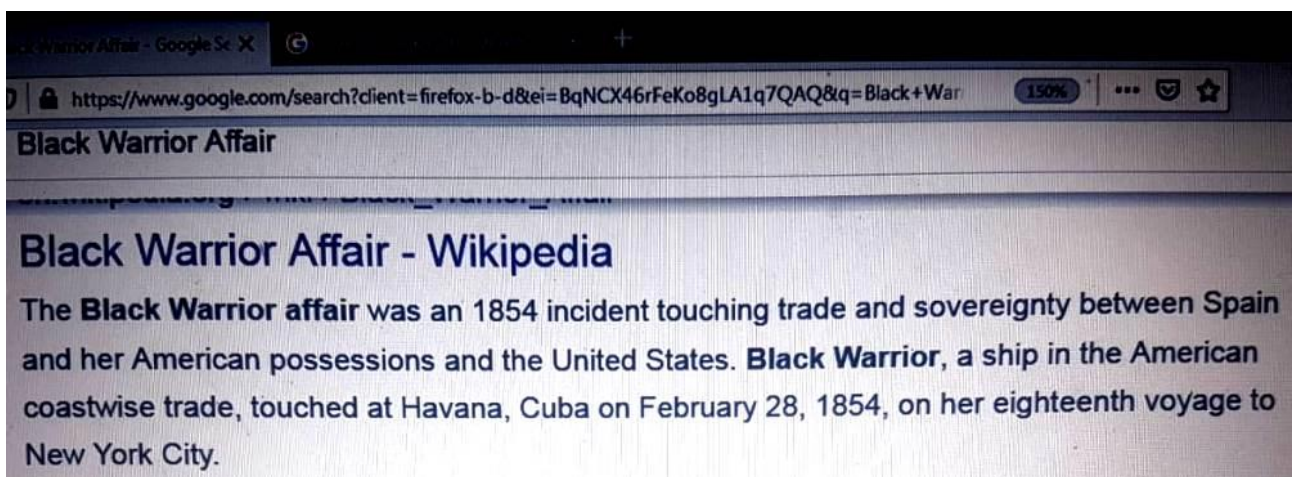 Warrior Affair - Google Se X
https://www.google.com/search?client=firefox-b-d&ei=BqNCX46rFeKo8gLA1q7QAQ&q=Black+War
150%
Black Warrior Affair
Black Warrior Affair - Wikipedia
The Black Warrior affair was an 1854 incident touching trade and sovereignty between Spain
and her American possessions and the United States. Black Warrior, a ship in the American
coastwise trade, touched at Havana, Cuba on February 28, 1854, on her eighteenth voyage to
New York City.